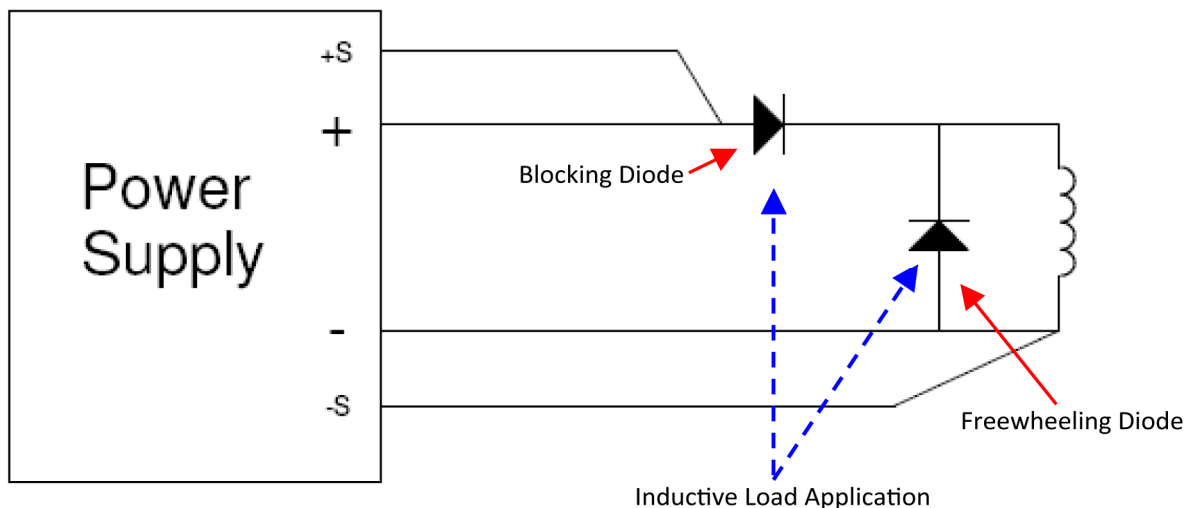 +S
+
Power
Supply
Blocking Diode
-
-S
Freewheeling Diode
Inductive Load Application